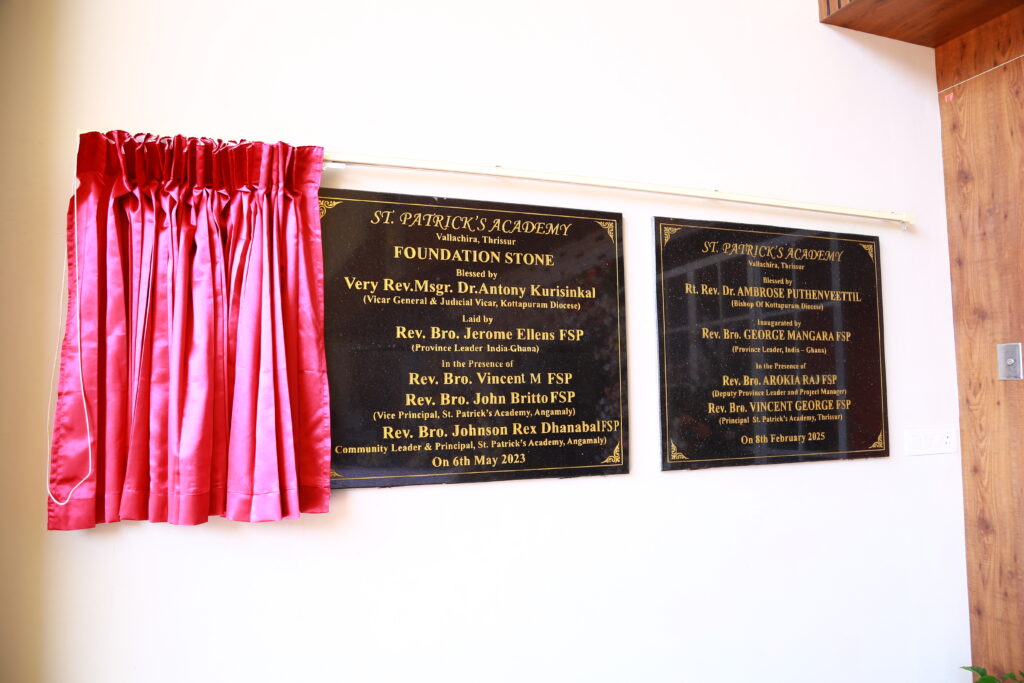 ST. PATRICK'S ACADEMY
Vallachira, Thrissur
FOUNDATION STONE
Blessed by
Very Rev.Msgr. Dr.Antony Kurisinkal
(Vicar General & Judicial Vicar, Kottapuram Diocese)
Laid by
Rev. Bro. Jerome Ellens FSP
(Province Leader India-Ghana)
In the Presence of
Rev. Bro. Vincent M FSP
Rev. Bro. John Britto FSP
(Vice Principal, St. Patrick's Academy, Angamaly)
Rev. Bro. Johnson Rex Dhanabal FSP
Community Leader & Principal, St. Patrick's Academy, Angamaly)
On 6th May 2023
ST. PATRICK'S ACADEMY
Vallachira, Thrissur
Blessed by
Rt. Rev. Dr. AMBROSE PUTHENVEETTIL
(Bishop Of Kottapuram Diocese)
Inaugarated by
Rev. Bro. GEORGE MANGARA FSP
(Province Leader, India - Ghana)
In the Presence of
Rev. Bro. AROKIA RAJ FSP
(Deputy Province Leader and Project Manager)
Rev. Bro. VINCENT GEORGE FSP
(Principal St. Patrick's Academy, Thrissur)
On 8th February 2025